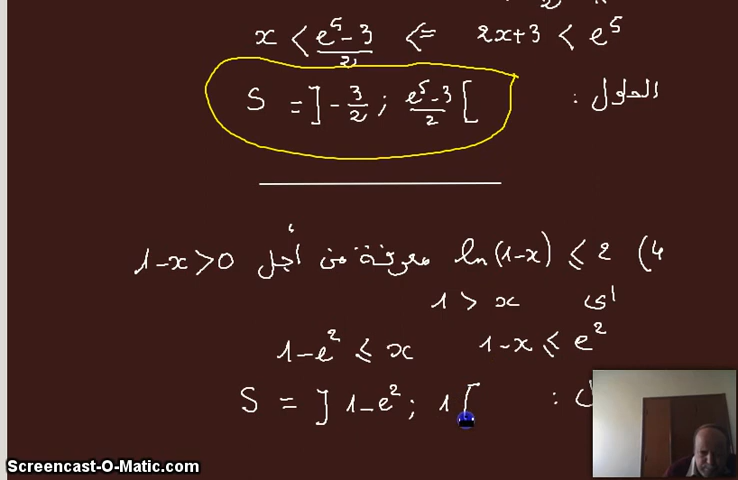 x < (e⁵-3)/2 <= 2x+3 < e⁵
الحلول : S = ]-3/2 ; (e⁵-3)/2[
4) ln(1-x) ⩽ 2 معرفة من أجل 1-x>0
اى 1 > x
1-x ⩽ e² 1-e² ⩽ x
: S = ] 1-e² ; 1[
Screencast-O-Matic.com